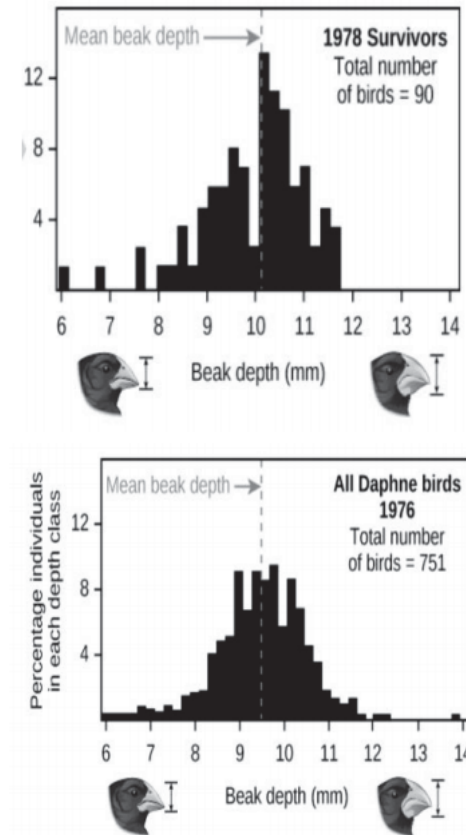 Mean beak depth
1978 Survivors
Total number
of birds = 90
12
8
4
6 7 8 9 10 11 12 13 14
Beak depth (mm)
Percentage individuals
in each depth class
Mean beak depth
All Daphne birds
1976
Total number
of birds = 751
12
8
4
6 7 8 9 10 11 12 13 14
Beak depth (mm)